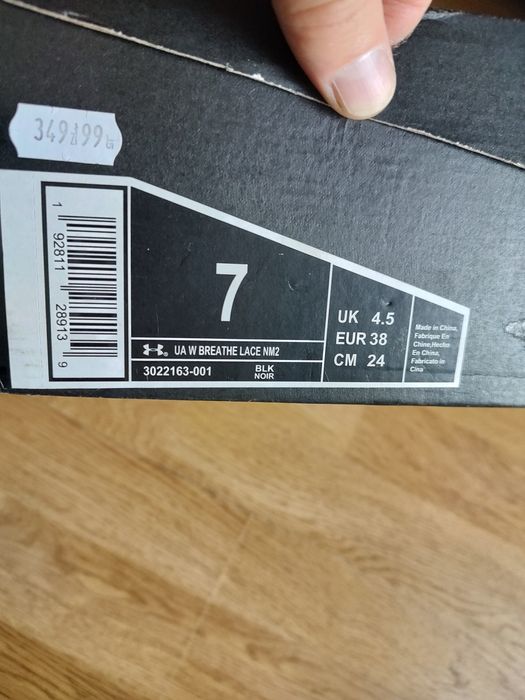 349,99
1 92811 28913 9
7
UA W BREATHE LACE NM2
3022163-001
BLK
NOIR
UK 4.5
EUR 38
CM 24
Made in China,
Fabrique En
Chine,Hecho
En China,
Fabricato in
Cina